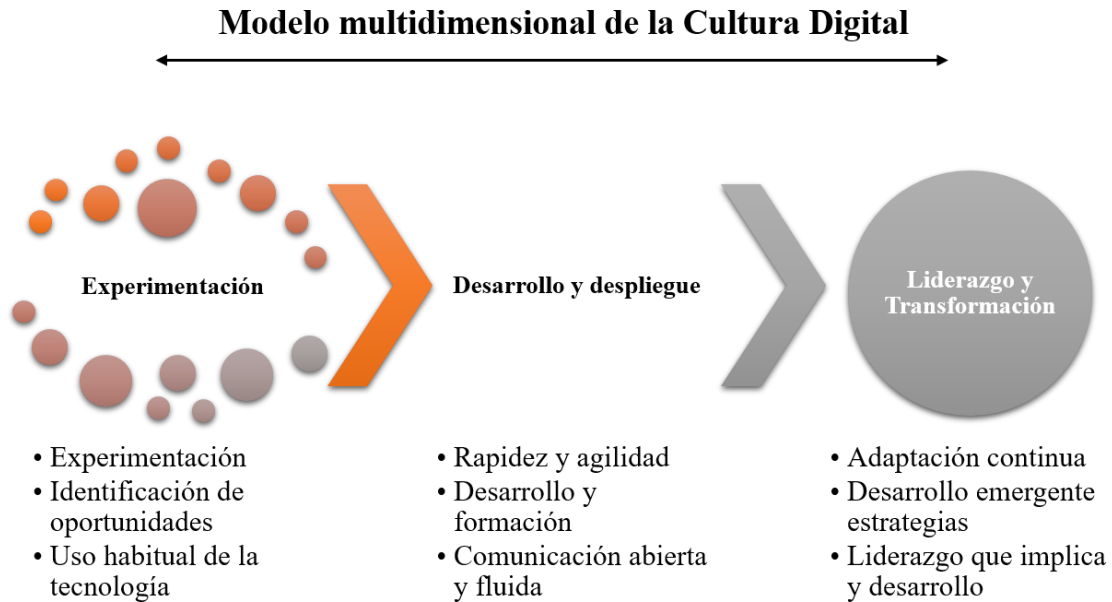 Modelo multidimensional de la Cultura Digital
Experimentación
Desarrollo y despliegue
Liderazgo y
Transformación
• Experimentación
• Identificación de
oportunidades
• Uso habitual de la
tecnología
• Rapidez y agilidad
• Desarrollo y
formación
• Comunicación abierta
y fluida
• Adaptación continua
• Desarrollo emergente
estrategias
• Liderazgo que implica
y desarrollo